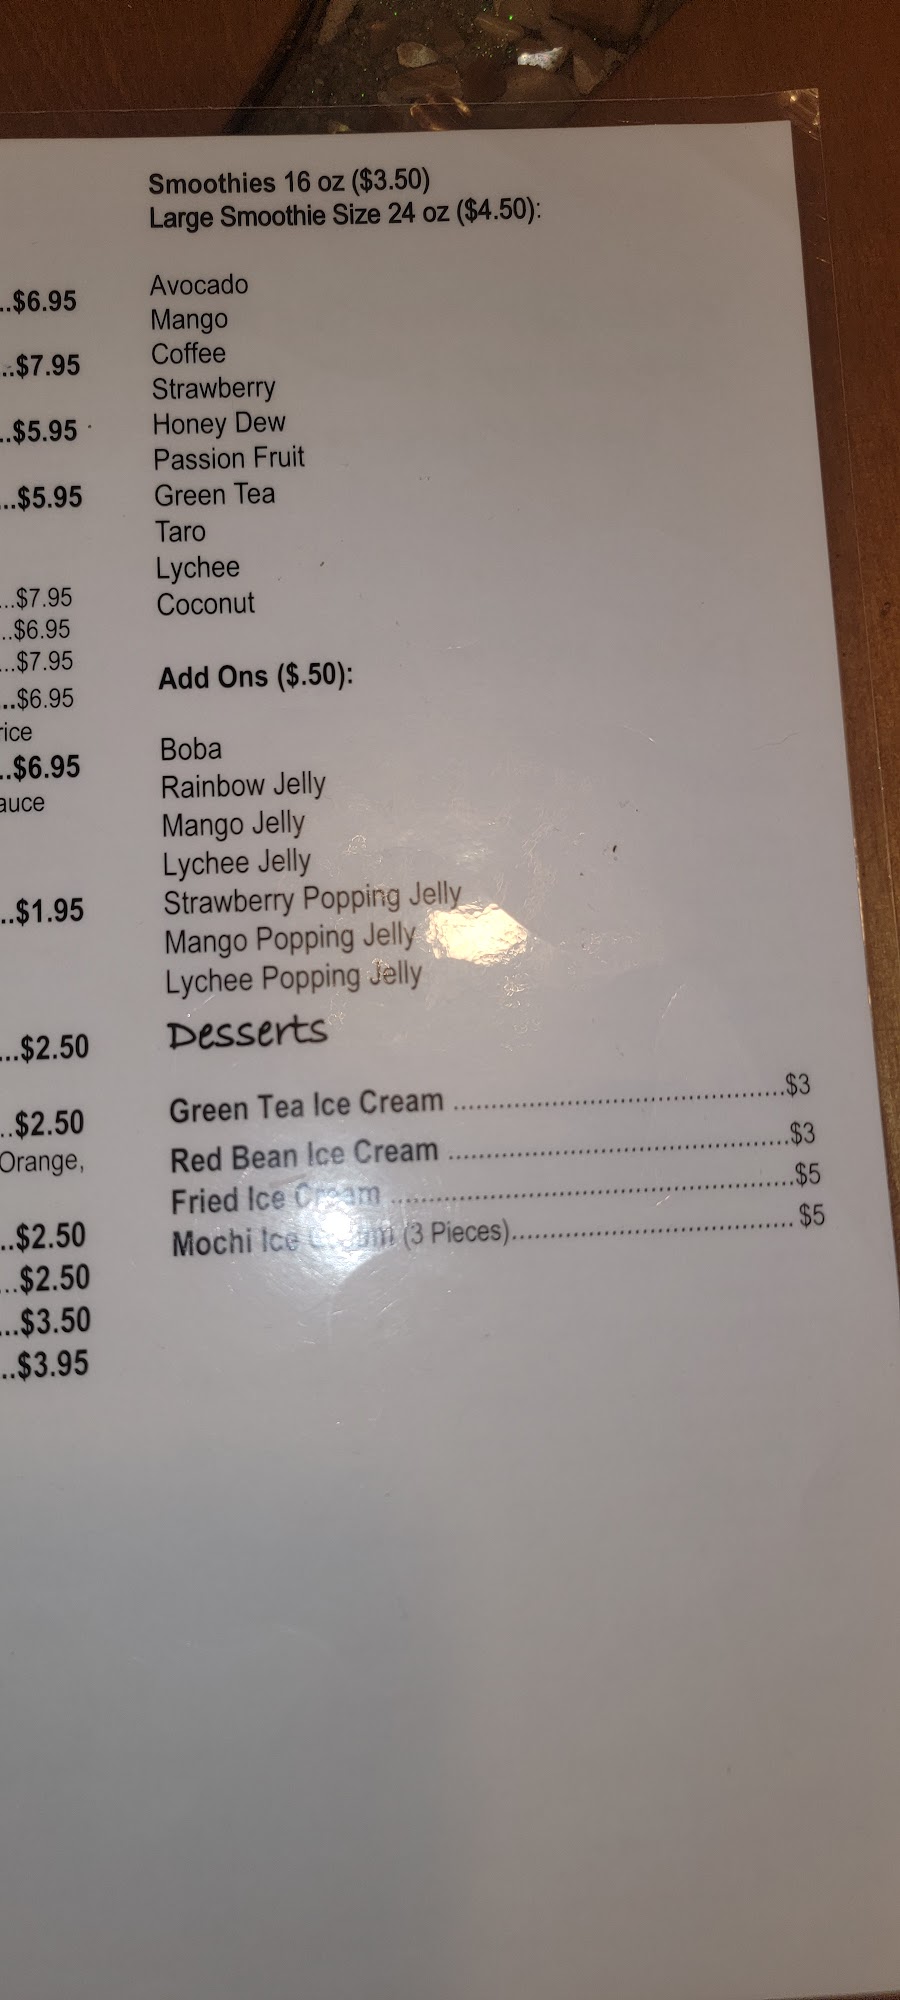 ..$6.95
..$7.95
..$5.95
...$5.95
...$7.95
..$6.95
...$7.95
...$6.95
rice
..$6.95
auce
..$1.95
...$2.50
..$2.50
Orange,
..$2.50
...$2.50
...$3.50
..$3.95
Smoothies 16 oz ($3.50)
Large Smoothie Size 24 oz ($4.50):
Avocado
Mango
Coffee
Strawberry
Honey Dew
Passion Fruit
Green Tea
Taro
Lychee
Coconut
Add Ons ($.50):
Boba
Rainbow Jelly
Mango Jelly
Lychee Jelly
Strawberry Popping Jelly
Mango Popping Jelly
Lychee Popping Jelly
Desserts
Green Tea Ice Cream ...............................................$3
Red Bean Ice Cream ................................................$3
Fried Ice Cream .........................................................$5
Mochi Ice Cream (3 Pieces)........................................ $5